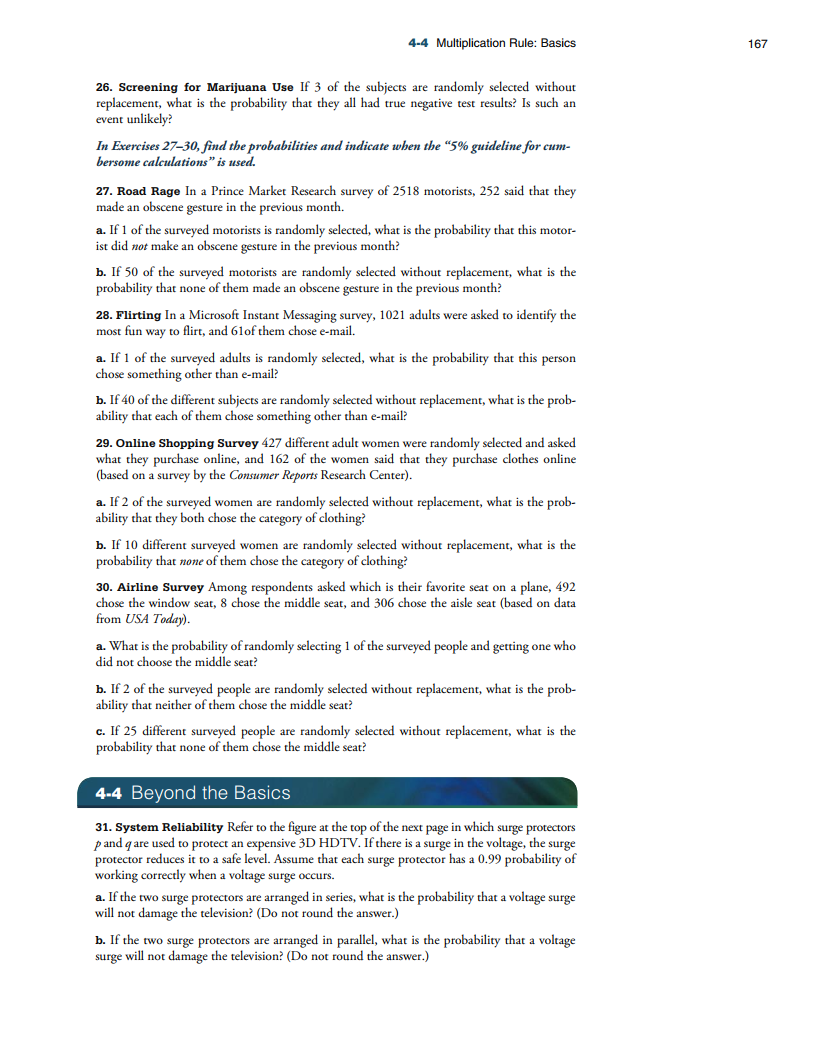 4-4 Multiplication Rule: Basics 167
26. Screening for Marijuana Use If 3 of the subjects are randomly selected without
replacement, what is the probability that they all had true negative test results? Is such an
event unlikely?
In Exercises 27–30, find the probabilities and indicate when the “5% guideline for cum-
bersome calculations” is used.
27. Road Rage In a Prince Market Research survey of 2518 motorists, 252 said that they
made an obscene gesture in the previous month.
a. If 1 of the surveyed motorists is randomly selected, what is the probability that this motor-
ist did not make an obscene gesture in the previous month?
b. If 50 of the surveyed motorists are randomly selected without replacement, what is the
probability that none of them made an obscene gesture in the previous month?
28. Flirting In a Microsoft Instant Messaging survey, 1021 adults were asked to identify the
most fun way to flirt, and 61of them chose e-mail.
a. If 1 of the surveyed adults is randomly selected, what is the probability that this person
chose something other than e-mail?
b. If 40 of the different subjects are randomly selected without replacement, what is the prob-
ability that each of them chose something other than e-mail?
29. Online Shopping Survey 427 different adult women were randomly selected and asked
what they purchase online, and 162 of the women said that they purchase clothes online
(based on a survey by the Consumer Reports Research Center).
a. If 2 of the surveyed women are randomly selected without replacement, what is the prob-
ability that they both chose the category of clothing?
b. If 10 different surveyed women are randomly selected without replacement, what is the
probability that none of them chose the category of clothing?
30. Airline Survey Among respondents asked which is their favorite seat on a plane, 492
chose the window seat, 8 chose the middle seat, and 306 chose the aisle seat (based on data
from USA Today).
a. What is the probability of randomly selecting 1 of the surveyed people and getting one who
did not choose the middle seat?
b. If 2 of the surveyed people are randomly selected without replacement, what is the prob-
ability that neither of them chose the middle seat?
c. If 25 different surveyed people are randomly selected without replacement, what is the
probability that none of them chose the middle seat?
4-4 Beyond the Basics
31. System Reliability Refer to the figure at the top of the next page in which surge protectors
p and q are used to protect an expensive 3D HDTV. If there is a surge in the voltage, the surge
protector reduces it to a safe level. Assume that each surge protector has a 0.99 probability of
working correctly when a voltage surge occurs.
a. If the two surge protectors are arranged in series, what is the probability that a voltage surge
will not damage the television? (Do not round the answer.)
b. If the two surge protectors are arranged in parallel, what is the probability that a voltage
surge will not damage the television? (Do not round the answer.)